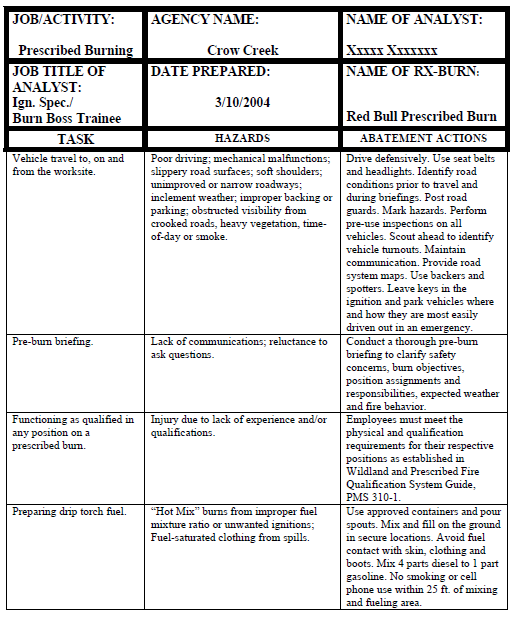 JOB/ACTIVITY:
Prescribed Burning
AGENCY NAME:
Crow Creek
NAME OF ANALYST:
Xxxxx Xxxxxxx
JOB TITLE OF
ANALYST:
Ign. Spec./
Burn Boss Trainee
DATE PREPARED:
3/10/2004
NAME OF RX-BURN:
Red Bull Prescribed Burn
TASK
HAZARDS
ABATEMENT ACTIONS
Vehicle travel to, on and
from the worksite.
Poor driving; mechanical malfunctions;
slippery road surfaces; soft shoulders;
unimproved or narrow roadways;
inclement weather; improper backing or
parking; obstructed visibility from
crooked roads, heavy vegetation, time-
of-day or smoke.
Drive defensively. Use seat belts
and headlights. Identify road
conditions prior to travel and
during briefings. Post road
guards. Mark hazards. Perform
pre-use inspections on all
vehicles. Scout ahead to identify
vehicle turnouts. Maintain
communication. Provide road
system maps. Use backers and
spotters. Leave keys in the
ignition and park vehicles where
and how they are most easily
driven out in an emergency.
Pre-burn briefing.
Lack of communications; reluctance to
ask questions.
Conduct a thorough pre-burn
briefing to clarify safety
concerns, burn objectives,
position assignments and
responsibilities, expected weather
and fire behavior.
Functioning as qualified in
any position on a
prescribed burn.
Injury due to lack of experience and/or
qualifications.
Employees must meet the
physical and qualification
requirements for their respective
positions as established in
Wildland and Prescribed Fire
Qualification System Guide,
PMS 310-1.
Preparing drip torch fuel.
“Hot Mix” burns from improper fuel
mixture ratio or unwanted ignitions;
Fuel-saturated clothing from spills.
Use approved containers and pour
spouts. Mix and fill on the ground
in secure locations. Avoid fuel
contact with skin, clothing and
boots. Mix 4 parts diesel to 1 part
gasoline. No smoking or cell
phone use within 25 ft. of mixing
and fueling area.